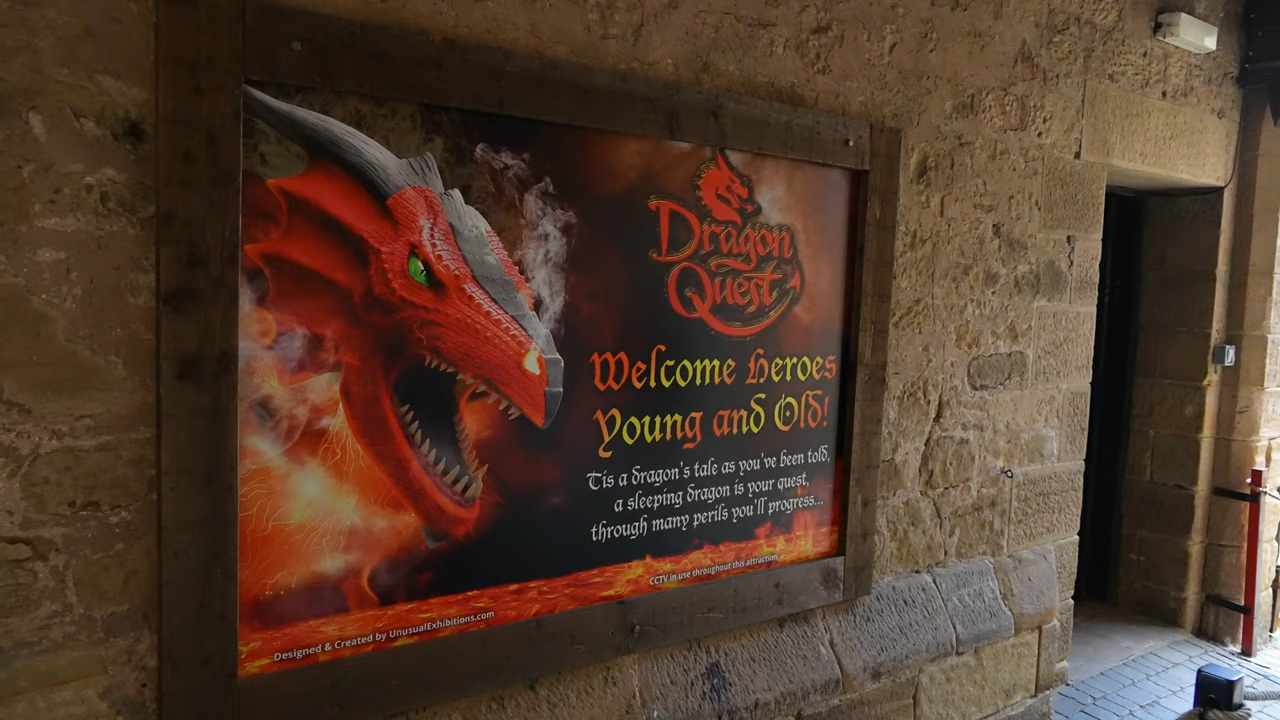 Dragon
Quest
Welcome Heroes
Young and Old!
Tis a dragon's tale as you've been told,
a sleeping dragon is your quest,
through many perils you'll progress...
CCTV in use throughout this attraction
Designed & Created by UnusualExhibitions.com